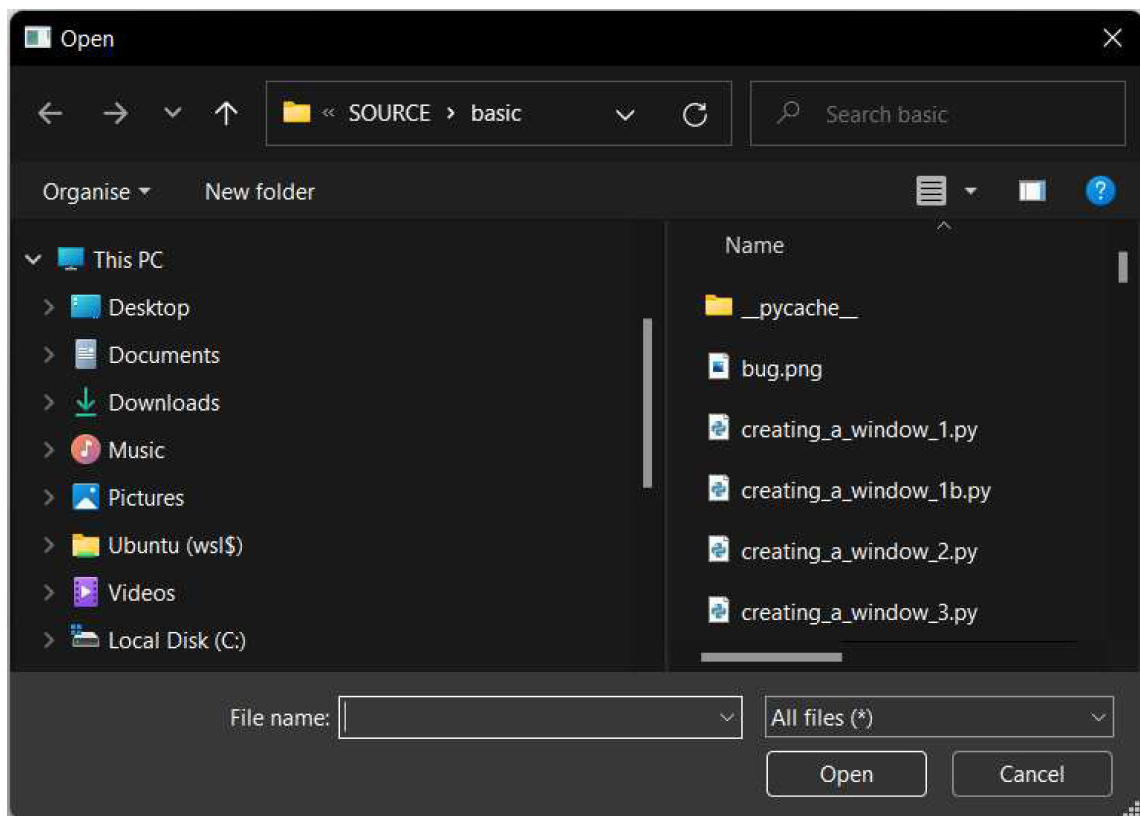 Open
« SOURCE > basic
Search basic
Organise
New folder
This PC
Desktop
Documents
Downloads
Music
Pictures
Ubuntu (wsl$)
Videos
Local Disk (C:)
Name
__pycache__
bug.png
creating_a_window_1.py
creating_a_window_1b.py
creating_a_window_2.py
creating_a_window_3.py
File name:
All files (*)
Open
Cancel